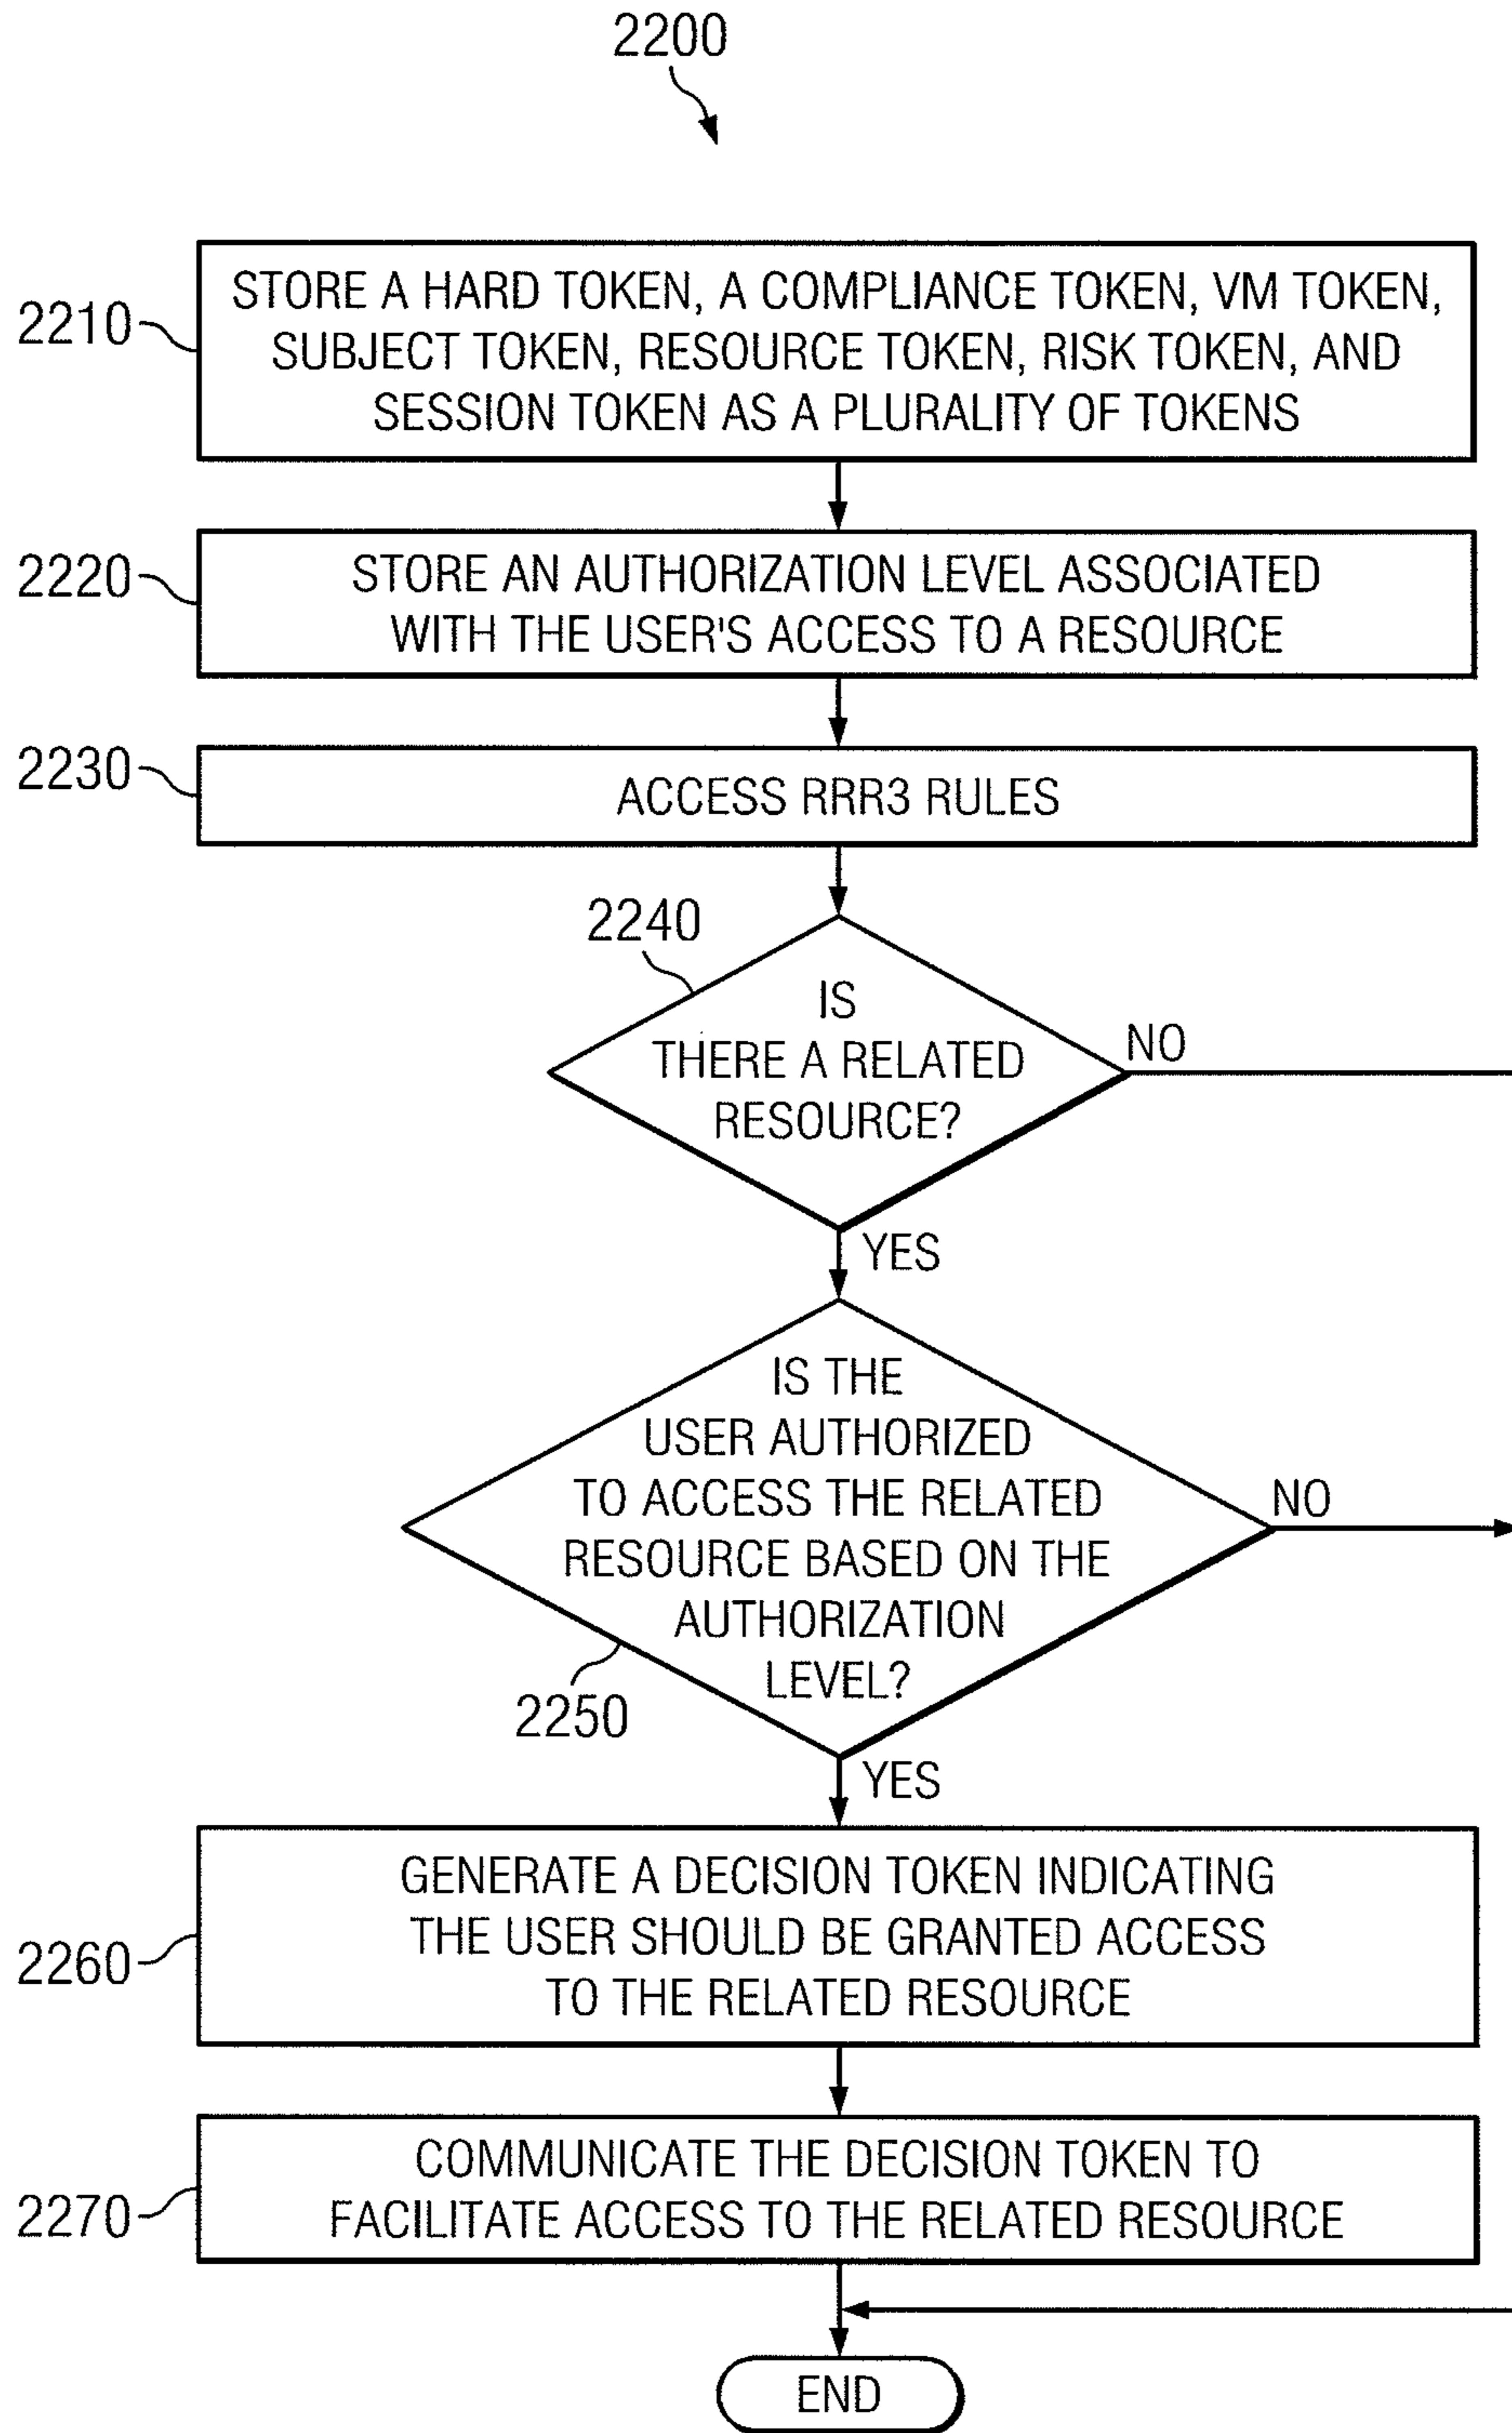 2200
2210
STORE A HARD TOKEN, A COMPLIANCE TOKEN, VM TOKEN,
SUBJECT TOKEN, RESOURCE TOKEN, RISK TOKEN, AND
SESSION TOKEN AS A PLURALITY OF TOKENS
2220
STORE AN AUTHORIZATION LEVEL ASSOCIATED
WITH THE USER'S ACCESS TO A RESOURCE
2230
ACCESS RRR3 RULES
2240
IS
THERE A RELATED
RESOURCE?
NO
YES
IS THE
USER AUTHORIZED
TO ACCESS THE RELATED
RESOURCE BASED ON THE
AUTHORIZATION
LEVEL?
NO
2250
YES
2260
GENERATE A DECISION TOKEN INDICATING
THE USER SHOULD BE GRANTED ACCESS
TO THE RELATED RESOURCE
2270
COMMUNICATE THE DECISION TOKEN TO
FACILITATE ACCESS TO THE RELATED RESOURCE
END